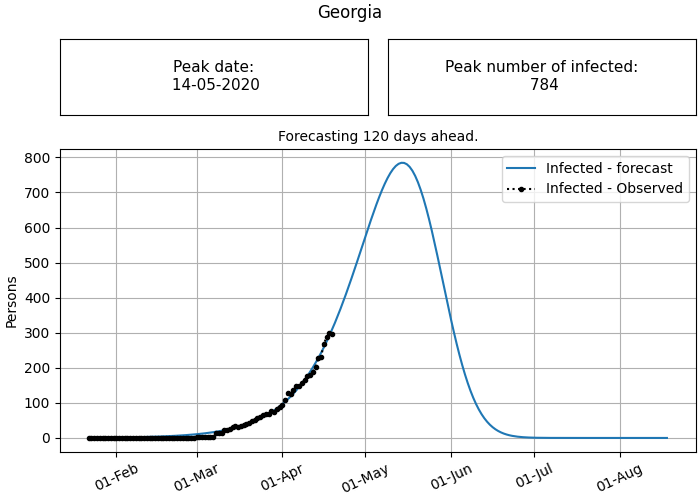 Georgia
Peak date:
14-05-2020
Peak number of infected:
784
Forecasting 120 days ahead.
Infected - forecast
Infected - Observed
800
700
600
500
400
300
200
100
0
Persons
01-Feb
01-Mar
01-Apr
01-May
01-Jun
01-Jul
01-Aug